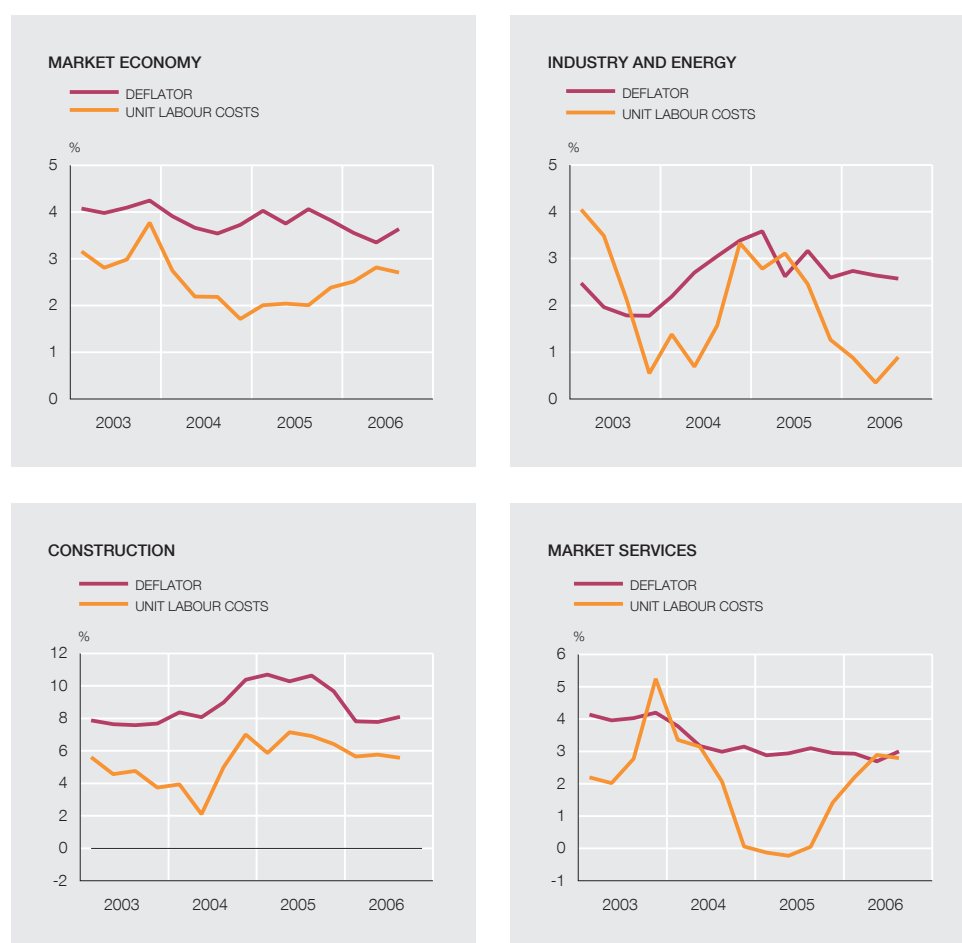 MARKET ECONOMY
DEFLATOR
UNIT LABOUR COSTS
%
5
4
3
2
1
0
2003 2004 2005 2006
INDUSTRY AND ENERGY
DEFLATOR
UNIT LABOUR COSTS
%
5
4
3
2
1
0
2003 2004 2005 2006
CONSTRUCTION
DEFLATOR
UNIT LABOUR COSTS
%
12
10
8
6
4
2
0
-2
2003 2004 2005 2006
MARKET SERVICES
DEFLATOR
UNIT LABOUR COSTS
%
6
5
4
3
2
1
0
-1
2003 2004 2005 2006